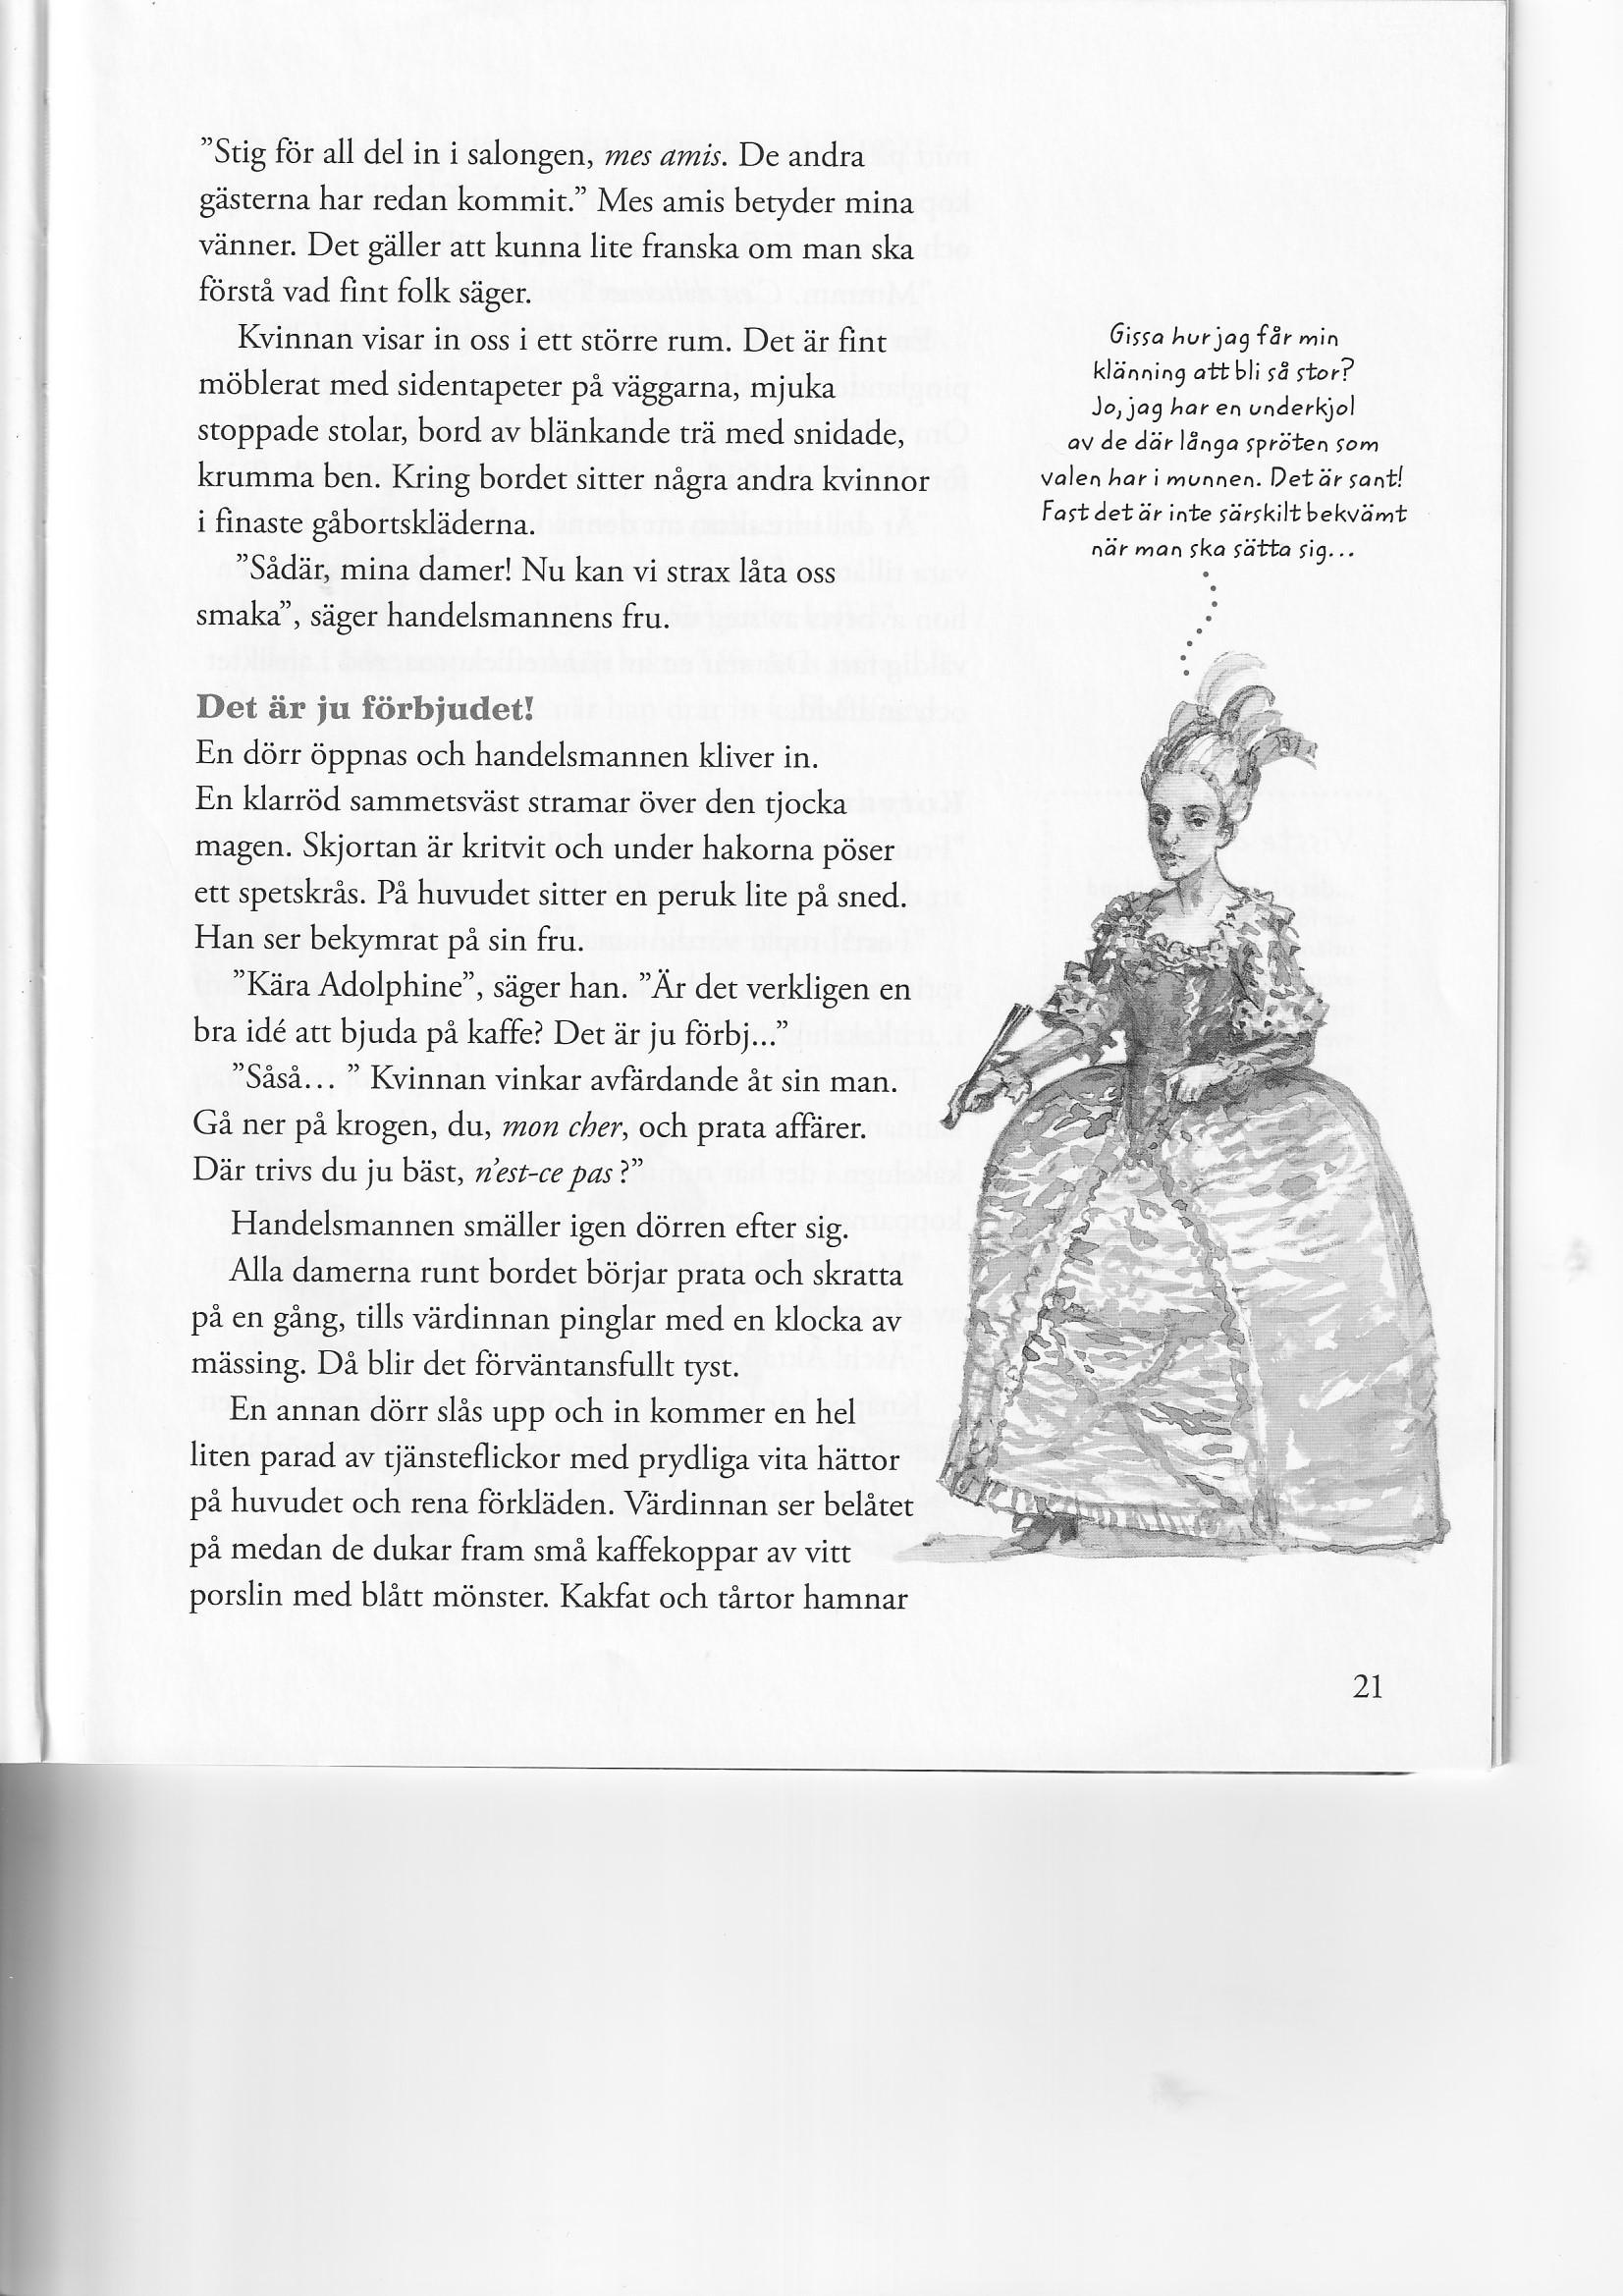 ”Stig för all del in i salongen, mes amis. De andra
gästerna har redan kommit.” Mes amis betyder mina
vänner. Det gäller att kunna lite franska om man ska
förstå vad fint folk säger.
Kvinnan visar in oss i ett större rum. Det är fint
möblerat med sidentapeter på väggarna, mjuka
stoppade stolar, bord av blänkande trä med snidade,
krumma ben. Kring bordet sitter några andra kvinnor
i finaste gåbortskläderna.
”Sådär, mina damer! Nu kan vi strax låta oss
smaka”, säger handelsmannens fru.
Det är ju förbjudet!
En dörr öppnas och handelsmannen kliver in.
En klarröd sammetsväst stramar över den tjocka
magen. Skjortan är kritvit och under hakorna pöser
ett spetskrås. På huvudet sitter en peruk lite på sned.
Han ser bekymrat på sin fru.
”Kära Adolphine”, säger han. ”Är det verkligen en
bra idé att bjuda på kaffe? Det är ju förbj...”
”Såså... ” Kvinnan vinkar avfärdande åt sin man.
Gå ner på krogen, du, mon cher, och prata affärer.
Där trivs du ju bäst, n’est-ce pas ?”
Handelsmannen smäller igen dörren efter sig.
Alla damerna runt bordet börjar prata och skratta
på en gång, tills värdinnan pinglar med en klocka av
mässing. Då blir det förväntansfullt tyst.
En annan dörr slås upp och in kommer en hel
liten parad av tjänsteflickor med prydliga vita hättor
på huvudet och rena förkläden. Värdinnan ser belåtet
på medan de dukar fram små kaffekoppar av vitt
porslin med blått mönster. Kakfat och tårtor hamnar
Gissa hur jag får min
klänning att bli så stor?
Jo, jag har en underkjol
av de där långa spröten som
valen har i munnen. Det är sant!
Fast det är inte särskilt bekvämt
när man ska sätta sig...
21